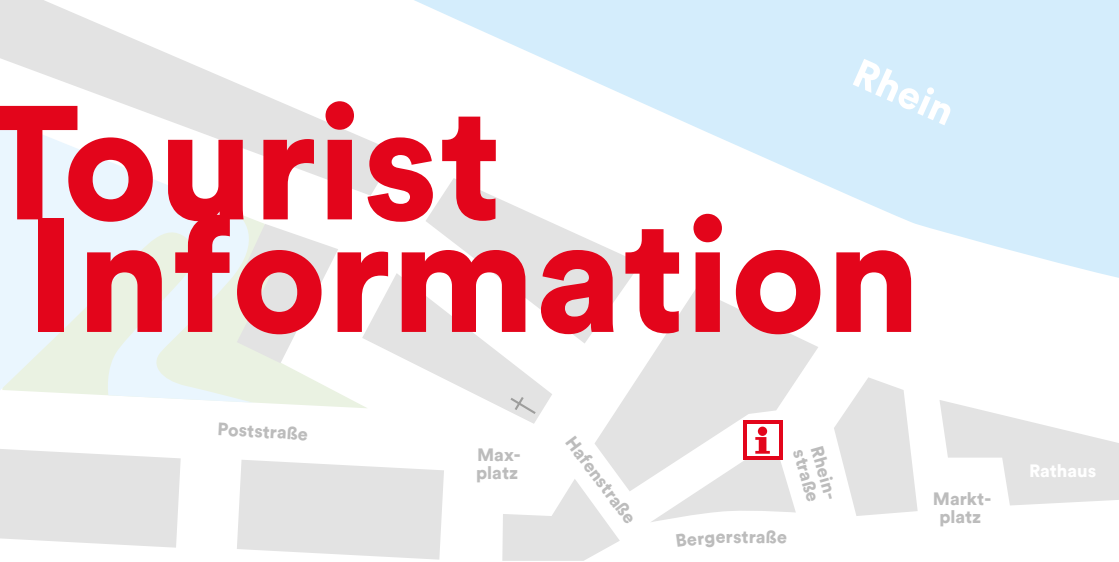 Rhein
Tourist
Information
Poststraße
Max-
platz
Hafenstraße
i
Rhein-
straße
Rathaus
Markt-
platz
Bergerstraße